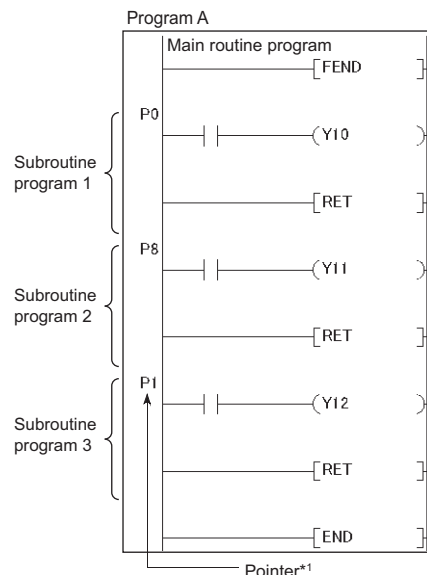 Program A
Main routine program
FEND
P0
Y10
Subroutine
program 1
RET
P8
Y11
Subroutine
program 2
RET
P1
Y12
Subroutine
program 3
RET
END
Pointer*1